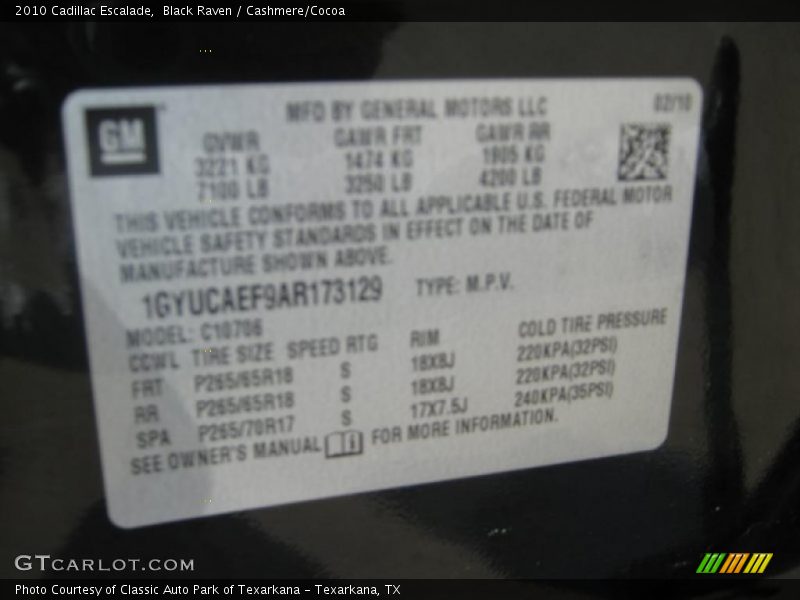 2010 Cadillac Escalade,  Black Raven / Cashmere/Cocoa
GM
MFD BY GENERAL MOTORS LLC
02/10
GVWR GAWR FRT GAWR RR
3221 KG 1474 KG 1905 KG
7100 LB 3250 LB 4200 LB
THIS VEHICLE CONFORMS TO ALL APPLICABLE U.S. FEDERAL MOTOR
VEHICLE SAFETY STANDARDS IN EFFECT ON THE DATE OF
MANUFACTURE SHOWN ABOVE.
1GYUCAEF9AR173129 TYPE: M.P.V.
MODEL: C10706
CCWL TIRE SIZE SPEED RTG RIM COLD TIRE PRESSURE
FRT P265/65R18 S 18X8J 220KPA(32PSI)
RR P265/65R18 S 18X8J 220KPA(32PSI)
SPA P265/70R17 S 17X7.5J 240KPA(35PSI)
SEE OWNER'S MANUAL FOR MORE INFORMATION.
GTCARLOT.COM
Photo Courtesy of Classic Auto Park of Texarkana - Texarkana, TX